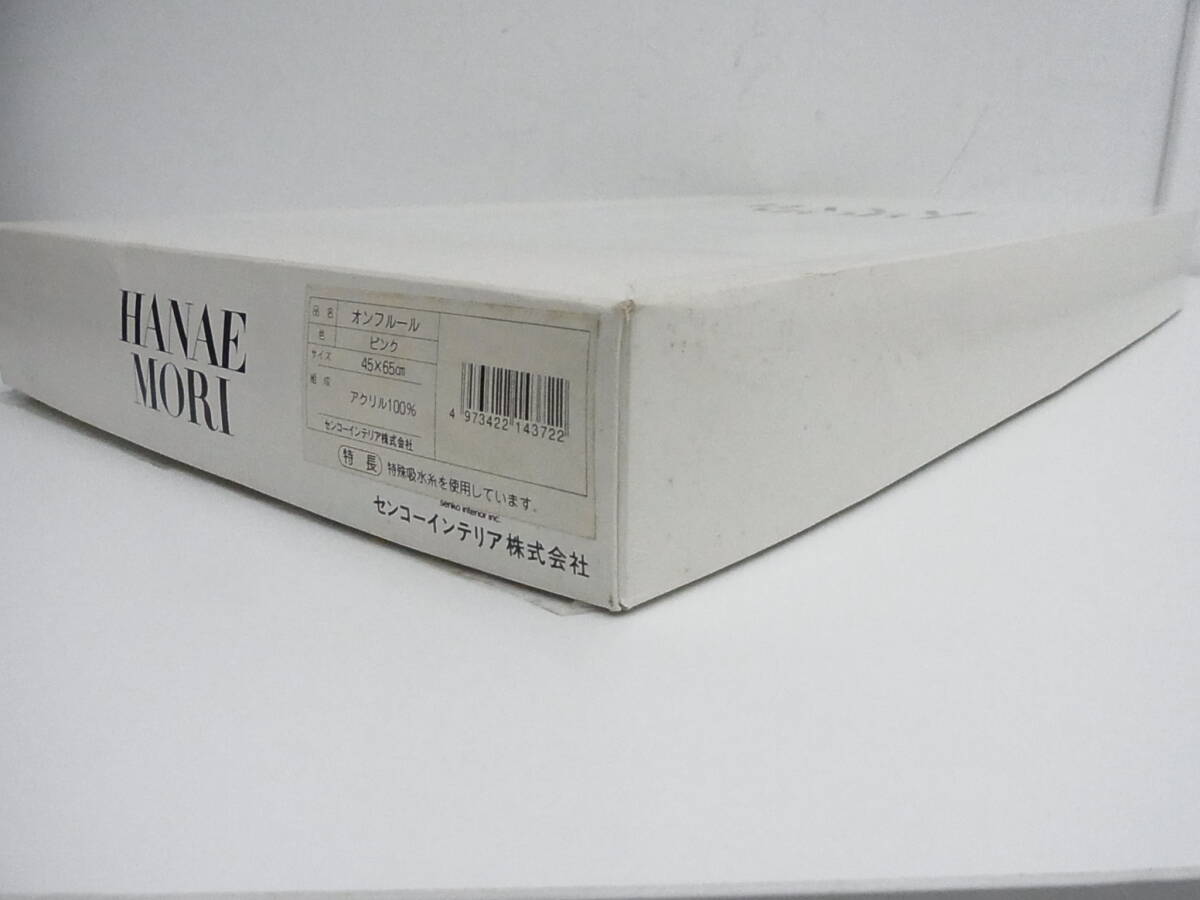 HANAE
MORI
品名 オンフルール
色 ピンク
サイズ 45×65cm
組成 アクリル100%
センコーインテリア株式会社
4 973422 143722
特長 特殊吸水糸を使用しています。
senko interior inc.
センコーインテリア株式会社